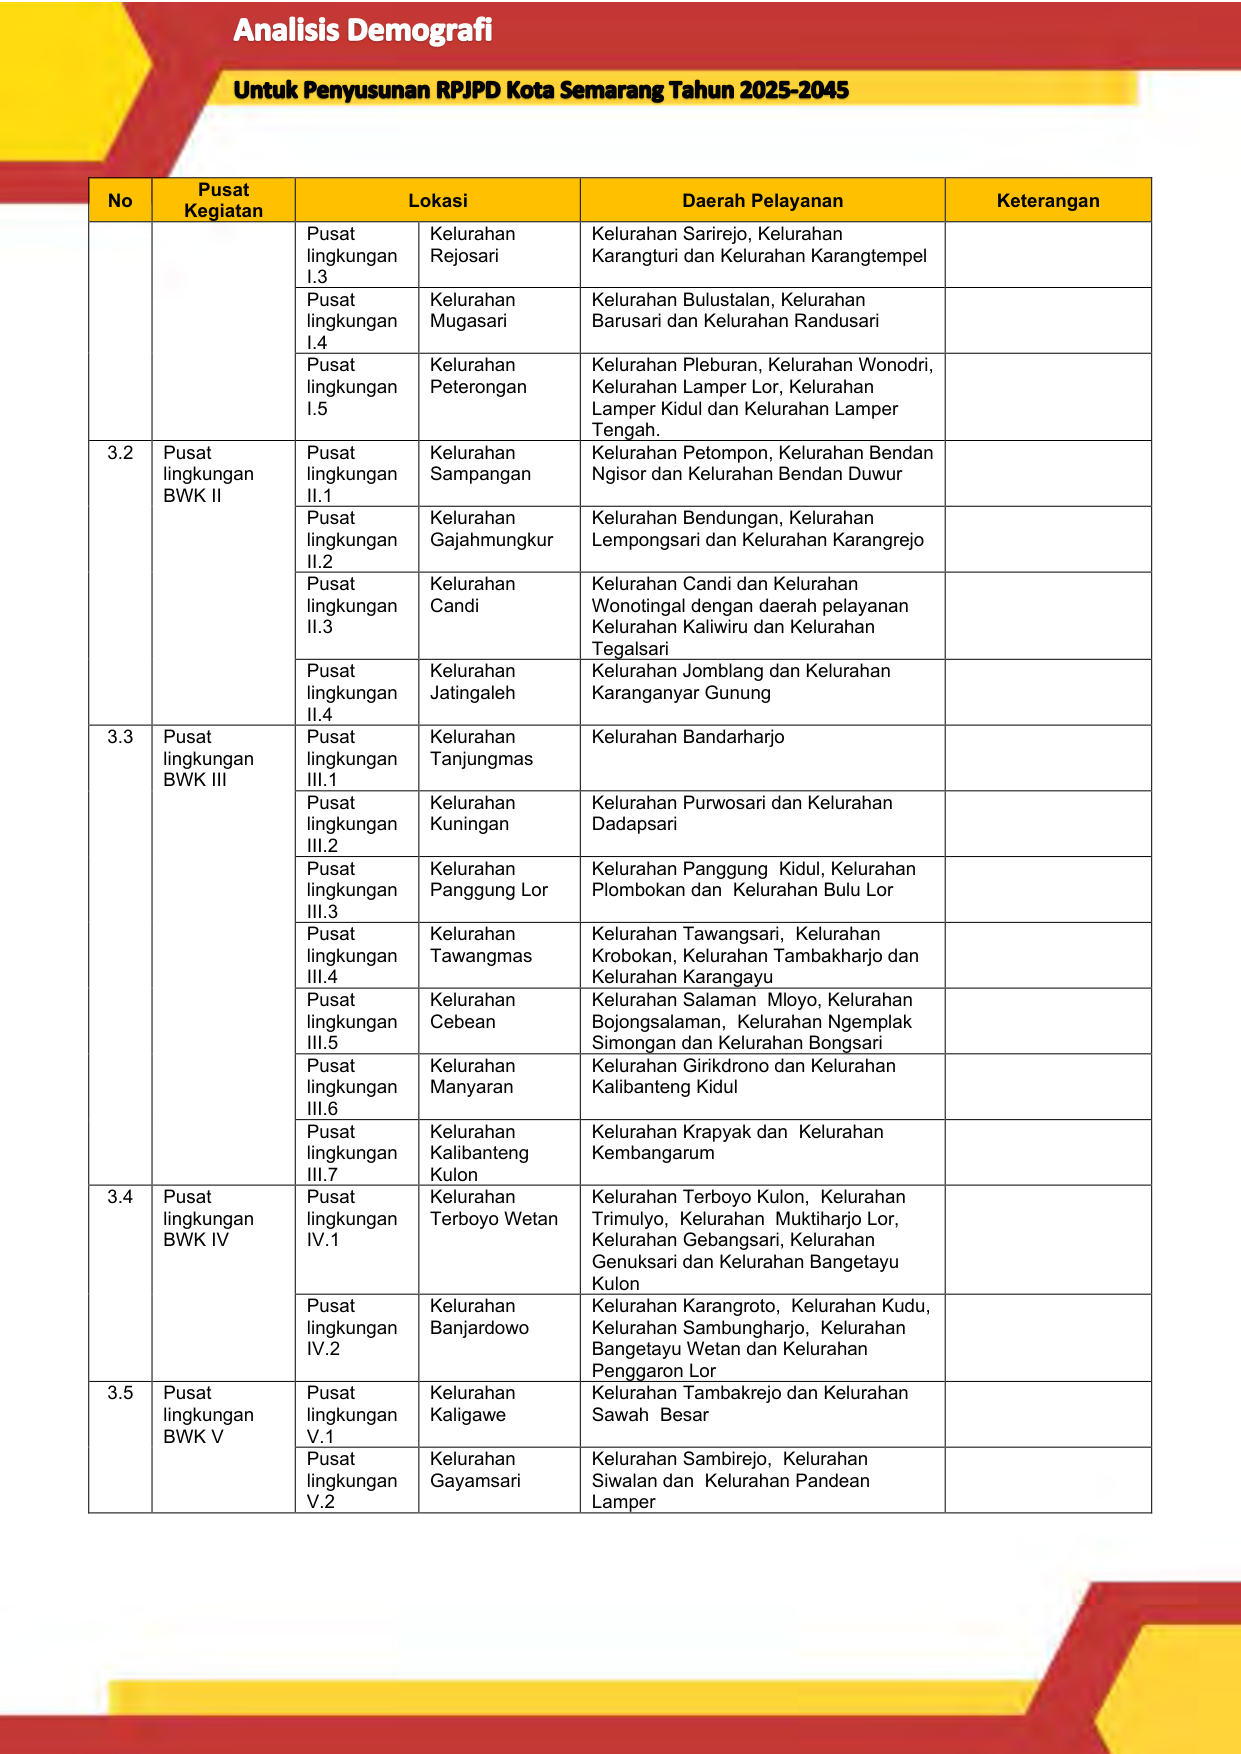 Analisis Demografi
Untuk Penyusunan RPJPD Kota Semarang Tahun 2025-2045
No
Pusat
Kegiatan
Lokasi
Daerah Pelayanan
Keterangan
Pusat
lingkungan
I.3
Kelurahan
Rejosari
Kelurahan Sarirejo, Kelurahan
Karangturi dan Kelurahan Karangtempel
Pusat
lingkungan
I.4
Kelurahan
Mugasari
Kelurahan Bulustalan, Kelurahan
Barusari dan Kelurahan Randusari
Pusat
lingkungan
I.5
Kelurahan
Peterongan
Kelurahan Pleburan, Kelurahan Wonodri,
Kelurahan Lamper Lor, Kelurahan
Lamper Kidul dan Kelurahan Lamper
Tengah.
3.2
Pusat
lingkungan
BWK II
Pusat
lingkungan
II.1
Kelurahan
Sampangan
Kelurahan Petompon, Kelurahan Bendan
Ngisor dan Kelurahan Bendan Duwur
Pusat
lingkungan
II.2
Kelurahan
Gajahmungkur
Kelurahan Bendungan, Kelurahan
Lempongsari dan Kelurahan Karangrejo
Pusat
lingkungan
II.3
Kelurahan
Candi
Kelurahan Candi dan Kelurahan
Wonotingal dengan daerah pelayanan
Kelurahan Kaliwiru dan Kelurahan
Tegalsari
Pusat
lingkungan
II.4
Kelurahan
Jatingaleh
Kelurahan Jomblang dan Kelurahan
Karanganyar Gunung
3.3
Pusat
lingkungan
BWK III
Pusat
lingkungan
III.1
Kelurahan
Tanjungmas
Kelurahan Bandarharjo
Pusat
lingkungan
III.2
Kelurahan
Kuningan
Kelurahan Purwosari dan Kelurahan
Dadapsari
Pusat
lingkungan
III.3
Kelurahan
Panggung Lor
Kelurahan Panggung  Kidul, Kelurahan
Plombokan dan  Kelurahan Bulu Lor
Pusat
lingkungan
III.4
Kelurahan
Tawangmas
Kelurahan Tawangsari,  Kelurahan
Krobokan, Kelurahan Tambakharjo dan
Kelurahan Karangayu
Pusat
lingkungan
III.5
Kelurahan
Cebean
Kelurahan Salaman  Mloyo, Kelurahan
Bojongsalaman,  Kelurahan Ngemplak
Simongan dan Kelurahan Bongsari
Pusat
lingkungan
III.6
Kelurahan
Manyaran
Kelurahan Girikdrono dan Kelurahan
Kalibanteng Kidul
Pusat
lingkungan
III.7
Kelurahan
Kalibanteng
Kulon
Kelurahan Krapyak dan  Kelurahan
Kembangarum
3.4
Pusat
lingkungan
BWK IV
Pusat
lingkungan
IV.1
Kelurahan
Terboyo Wetan
Kelurahan Terboyo Kulon,  Kelurahan
Trimulyo,  Kelurahan  Muktiharjo Lor,
Kelurahan Gebangsari, Kelurahan
Genuksari dan Kelurahan Bangetayu
Kulon
Pusat
lingkungan
IV.2
Kelurahan
Banjardowo
Kelurahan Karangroto,  Kelurahan Kudu,
Kelurahan Sambungharjo,  Kelurahan
Bangetayu Wetan dan Kelurahan
Penggaron Lor
3.5
Pusat
lingkungan
BWK V
Pusat
lingkungan
V.1
Kelurahan
Kaligawe
Kelurahan Tambakrejo dan Kelurahan
Sawah  Besar
Pusat
lingkungan
V.2
Kelurahan
Gayamsari
Kelurahan Sambirejo,  Kelurahan
Siwalan dan  Kelurahan Pandean
Lamper